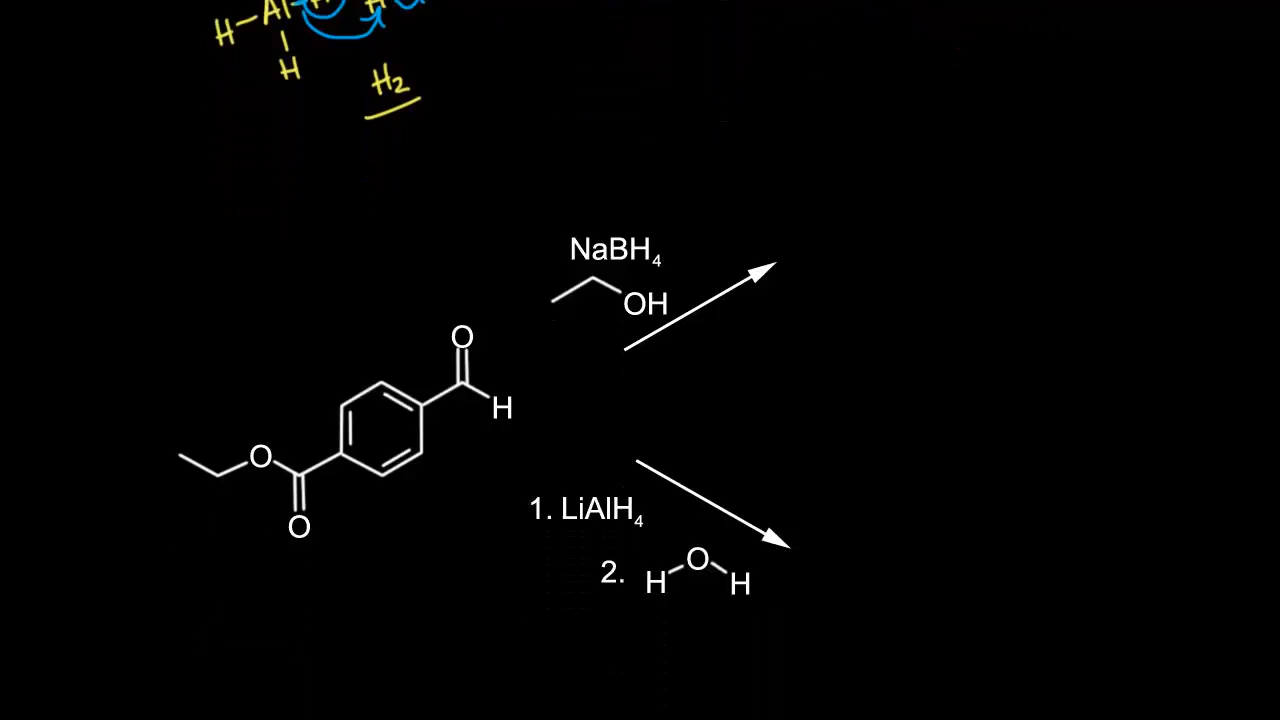 H Al H H
H
H₂
NaBH₄
OH
O
H
O
O
1. LiAlH₄
2. H O H